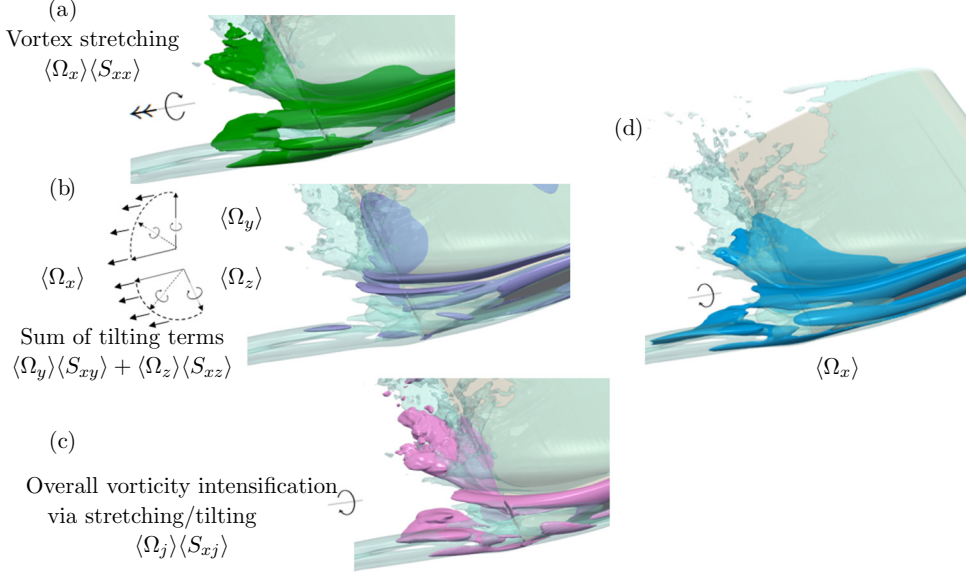 (a)
Vortex stretching
⟨Ω_x⟩⟨S_xx⟩
(b)
⟨Ω_y⟩
⟨Ω_x⟩
⟨Ω_z⟩
Sum of tilting terms
⟨Ω_y⟩⟨S_xy⟩ + ⟨Ω_z⟩⟨S_xz⟩
(c)
Overall vorticity intensification
via stretching/tilting
⟨Ω_j⟩⟨S_xj⟩
(d)
⟨Ω_x⟩